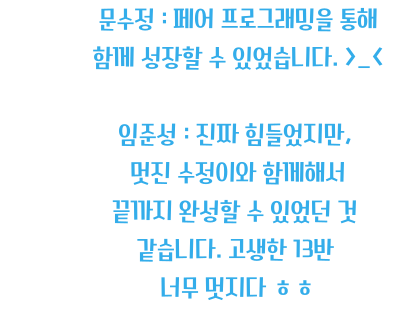 문수정 : 페어 프로그래밍을 통해
함께 성장할 수 있었습니다. >_<
임준성 : 진짜 힘들었지만,
멋진 수정이와 함께해서
끝까지 완성할 수 있었던 것
같습니다. 고생한 13반
너무 멋지다 ㅎㅎ